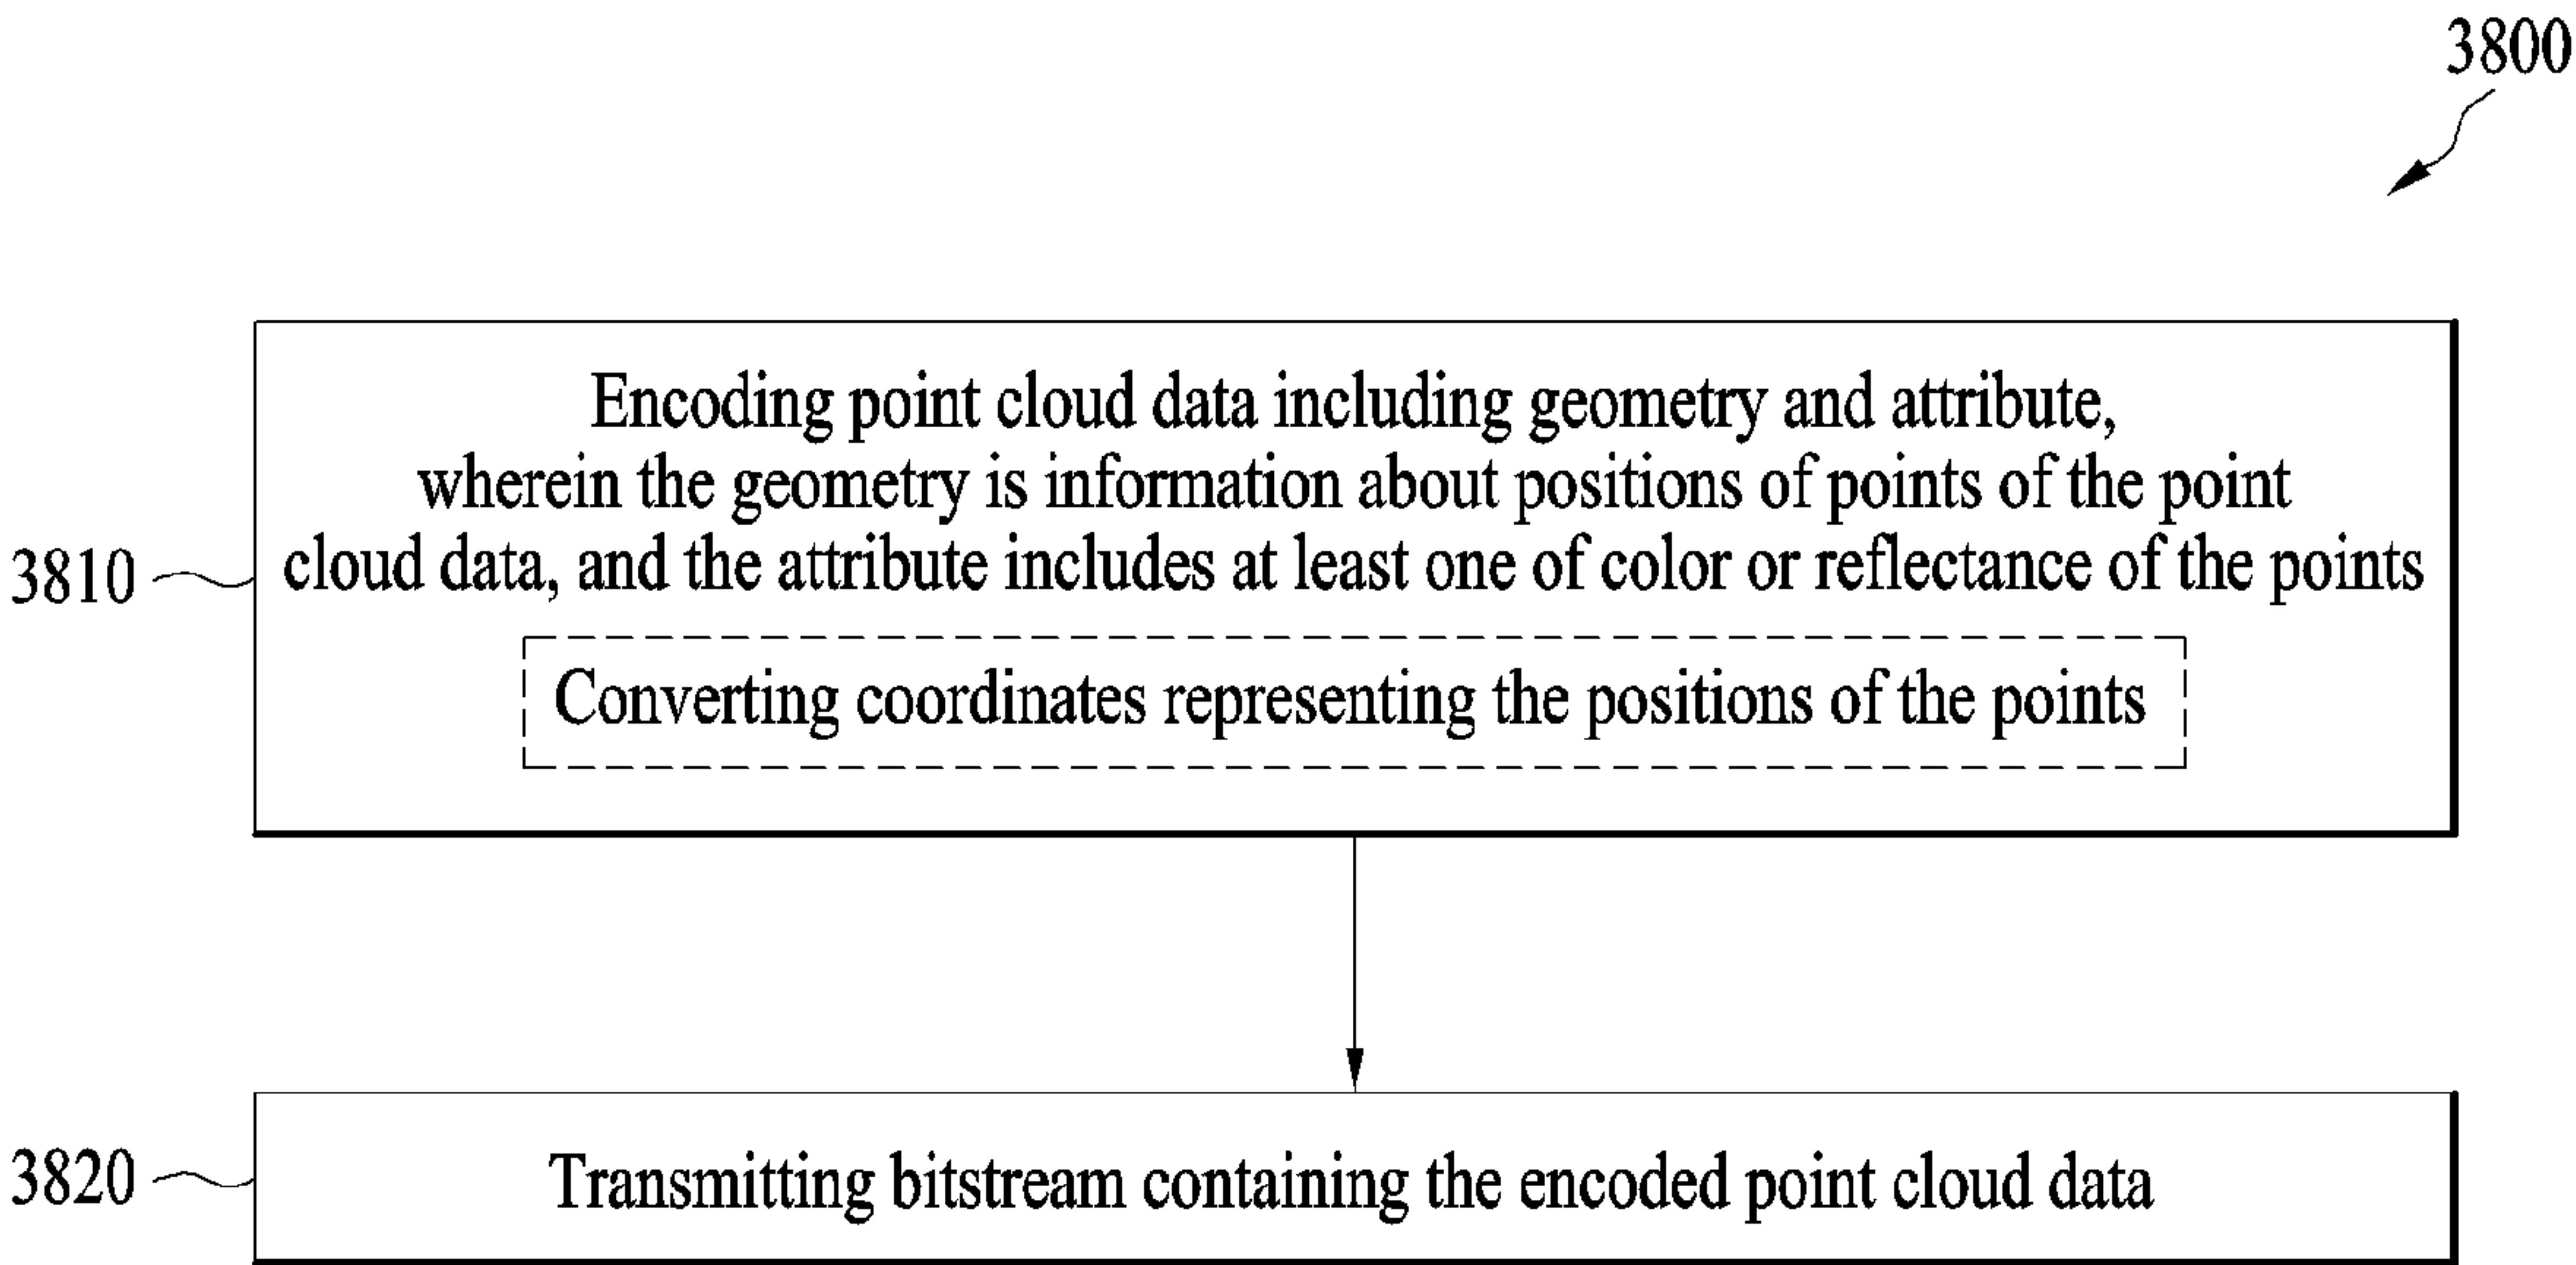 3800
Encoding point cloud data including geometry and attribute,
wherein the geometry is information about positions of points of the point
cloud data, and the attribute includes at least one of color or reflectance of the points
3810
Converting coordinates representing the positions of the points
3820
Transmitting bitstream containing the encoded point cloud data